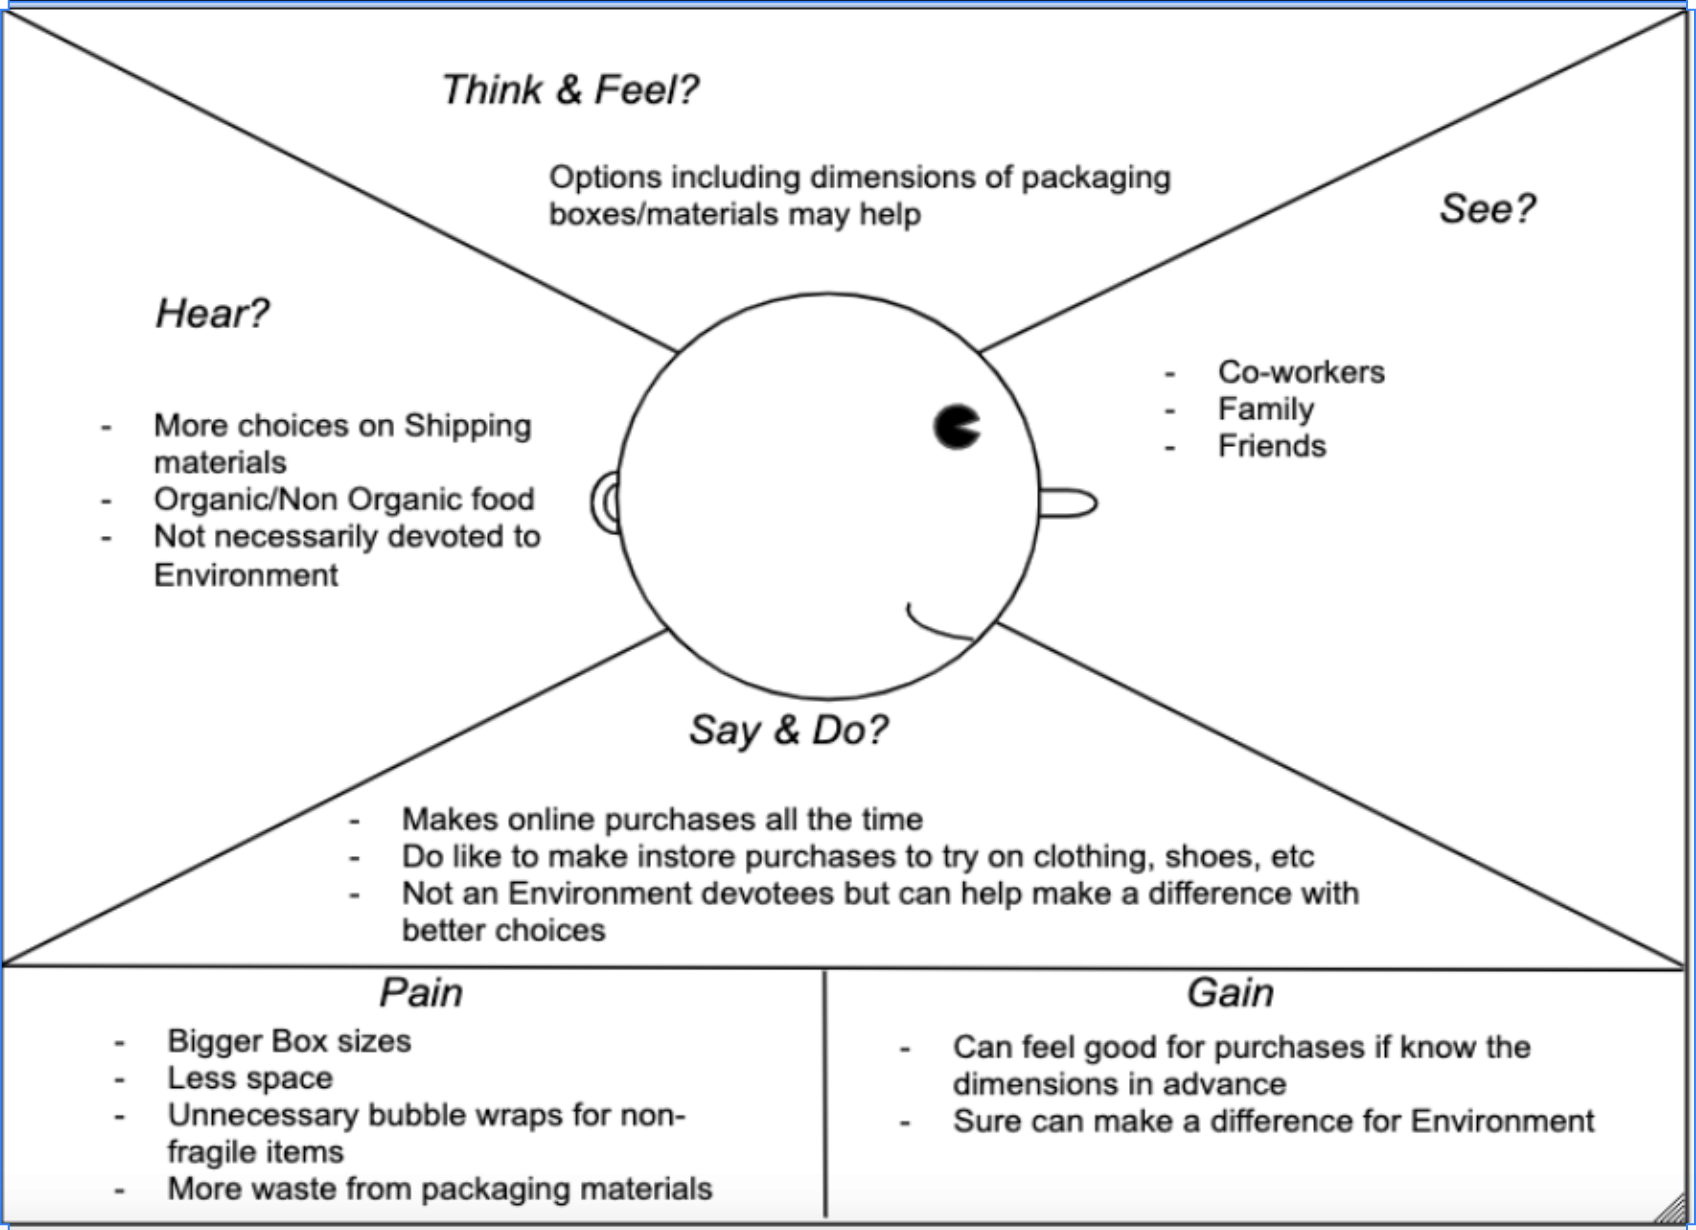 Think & Feel?
Options including dimensions of packaging
boxes/materials may help
See?
- Co-workers
- Family
- Friends
Hear?
- More choices on Shipping
materials
- Organic/Non Organic food
- Not necessarily devoted to
Environment
Say & Do?
- Makes online purchases all the time
- Do like to make instore purchases to try on clothing, shoes, etc
- Not an Environment devotees but can help make a difference with
better choices
Pain
- Bigger Box sizes
- Less space
- Unnecessary bubble wraps for non-
fragile items
- More waste from packaging materials
Gain
- Can feel good for purchases if know the
dimensions in advance
- Sure can make a difference for Environment